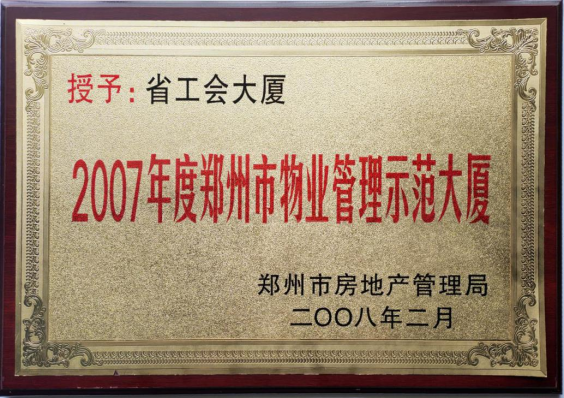 授予:省工会大厦
2007年度郑州市物业管理示范大厦
郑州市房地产管理局
二〇〇八年二月